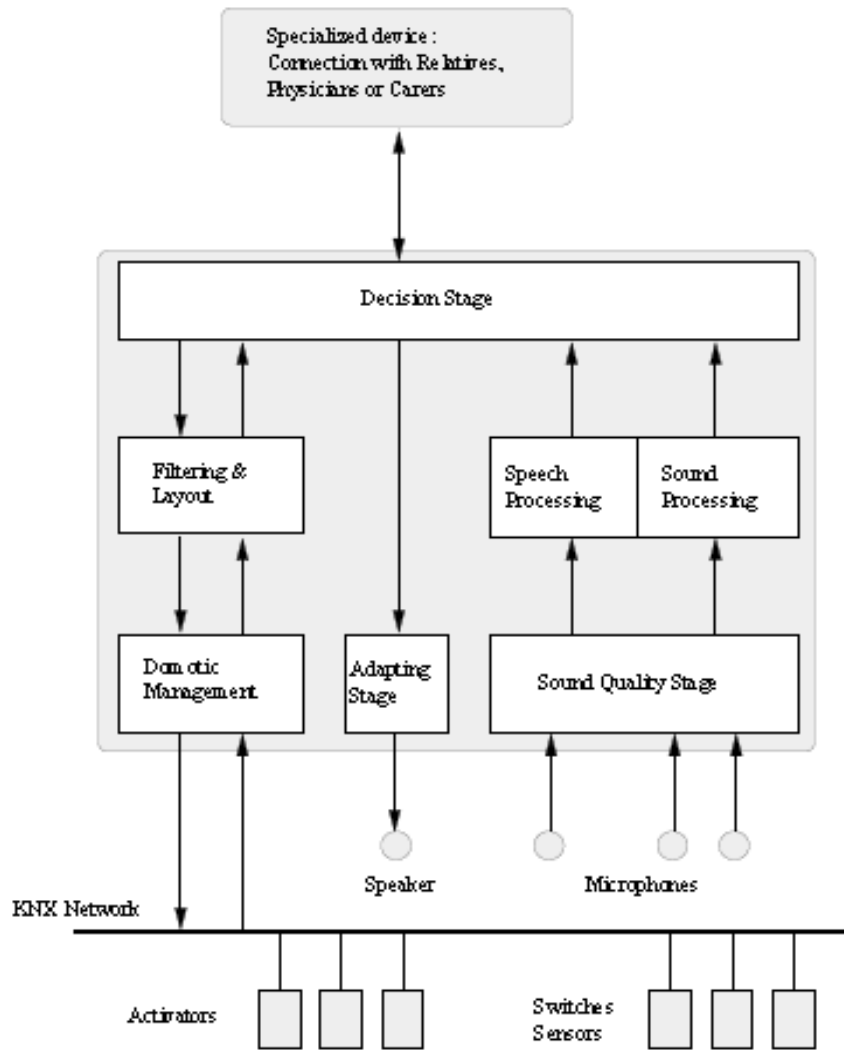 Specialized device :
Connection with Relatives,
Physicians or Carers
Decision Stage
Filtering &
Layout
Speech
Processing
Sound
Processing
Domotic
Management
Adapting
Stage
Sound Quality Stage
Speaker
Microphones
KNX Network
Activators
Switches
Sensors